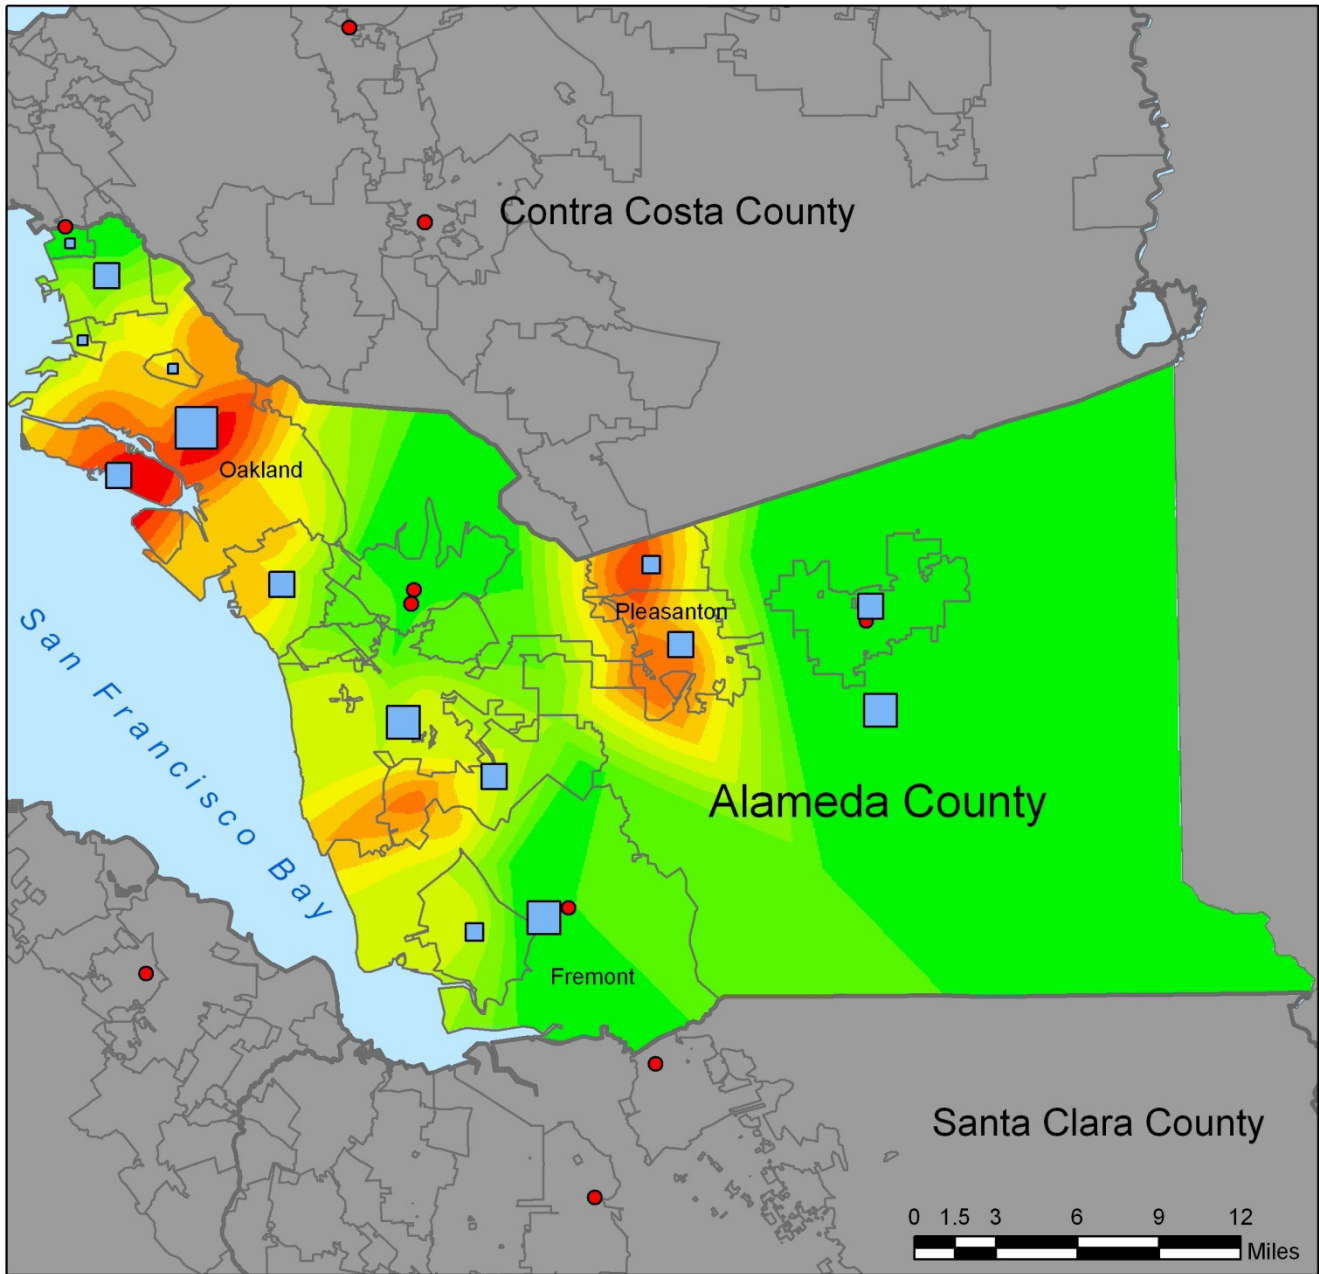 Contra Costa County
Oakland
Pleasanton
San Francisco Bay
Alameda County
Fremont
Santa Clara County
0 1.5 3 6 9 12
Miles